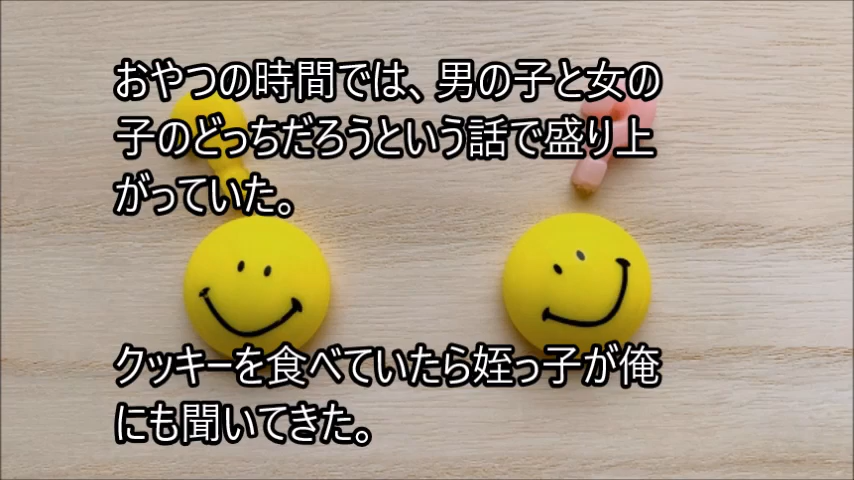 おやつの時間では、男の子と女の
子のどっちだろうという話で盛り上
がっていた。
クッキーを食べていたら姪っ子が俺
にも聞いてきた。